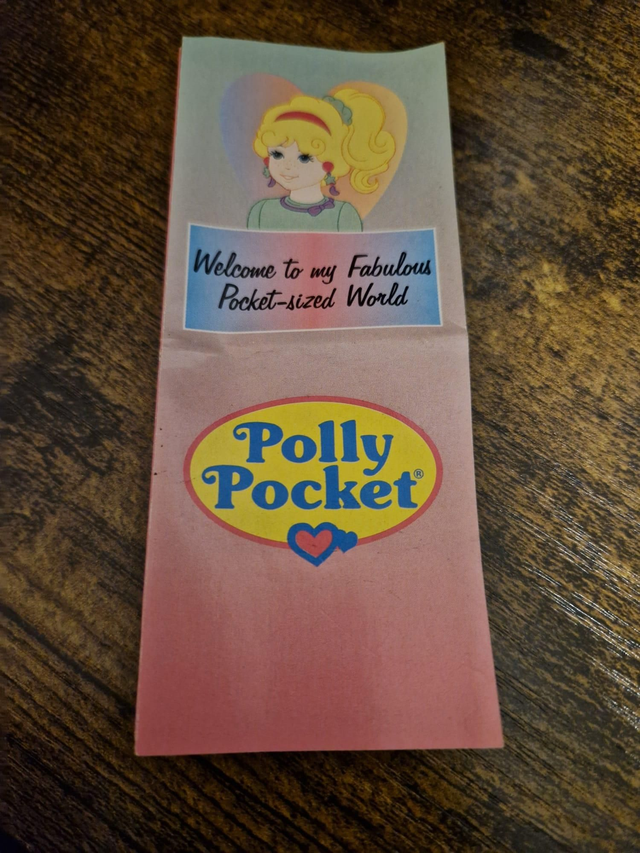 Welcome to my Fabulous
Pocket-sized World
Polly
Pocket®